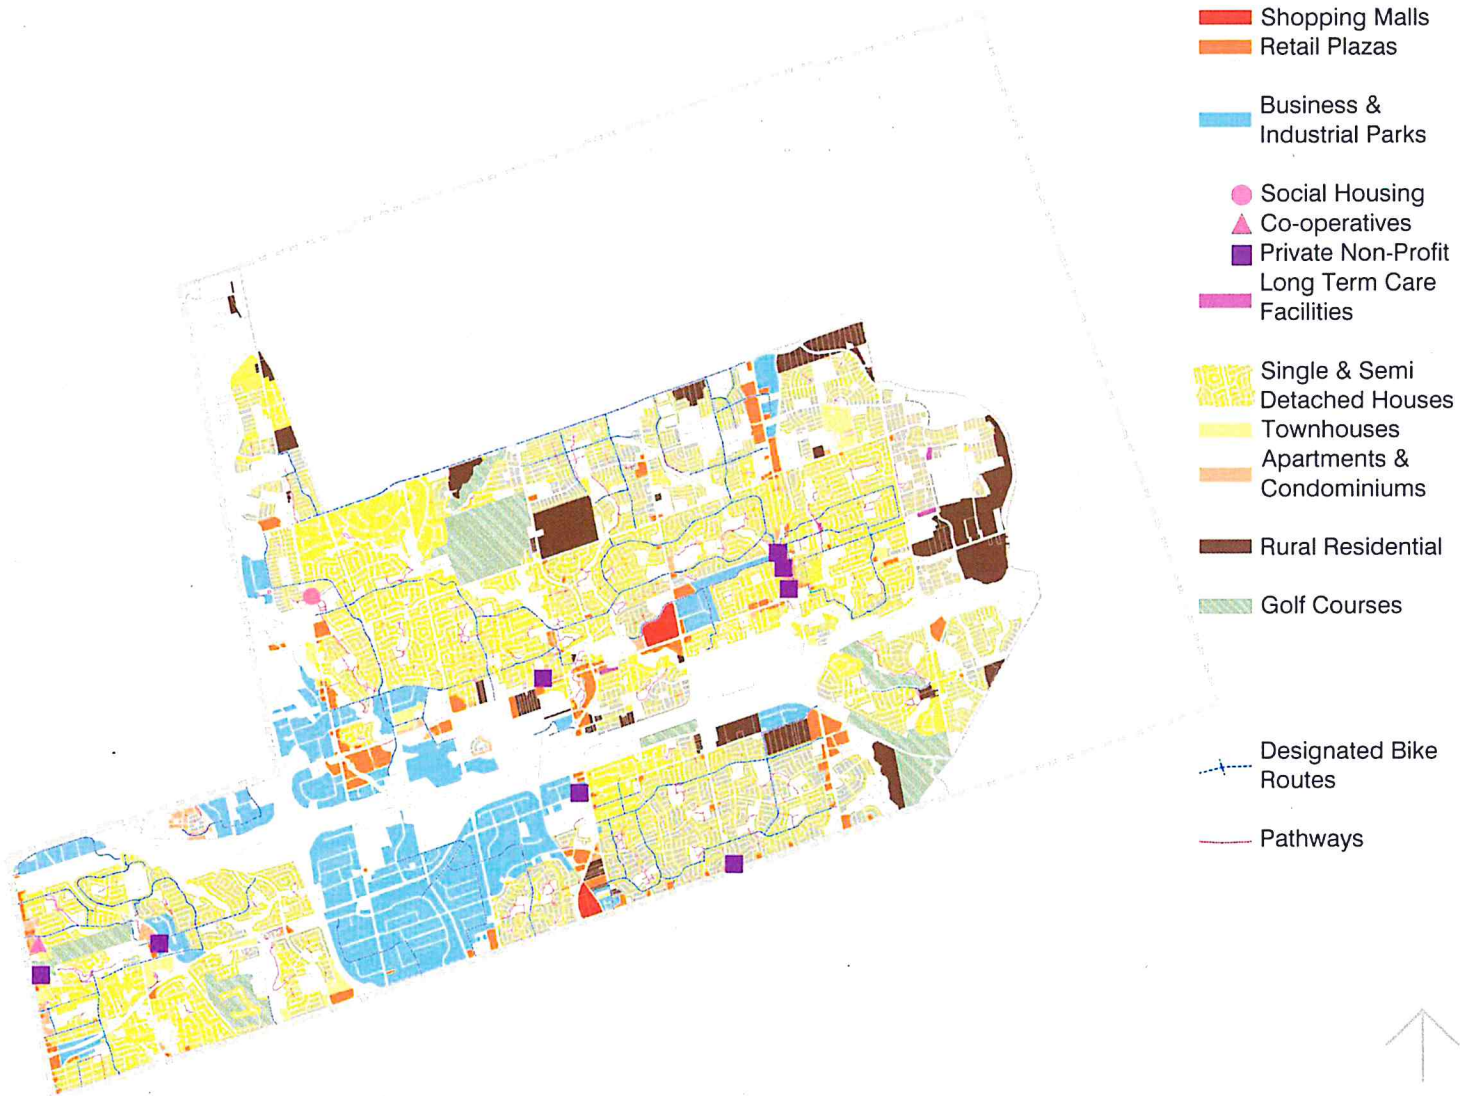 Shopping Malls
Retail Plazas
Business &
Industrial Parks
Social Housing
Co-operatives
Private Non-Profit
Long Term Care
Facilities
Single & Semi
Detached Houses
Townhouses
Apartments &
Condominiums
Rural Residential
Golf Courses
Designated Bike
Routes
Pathways